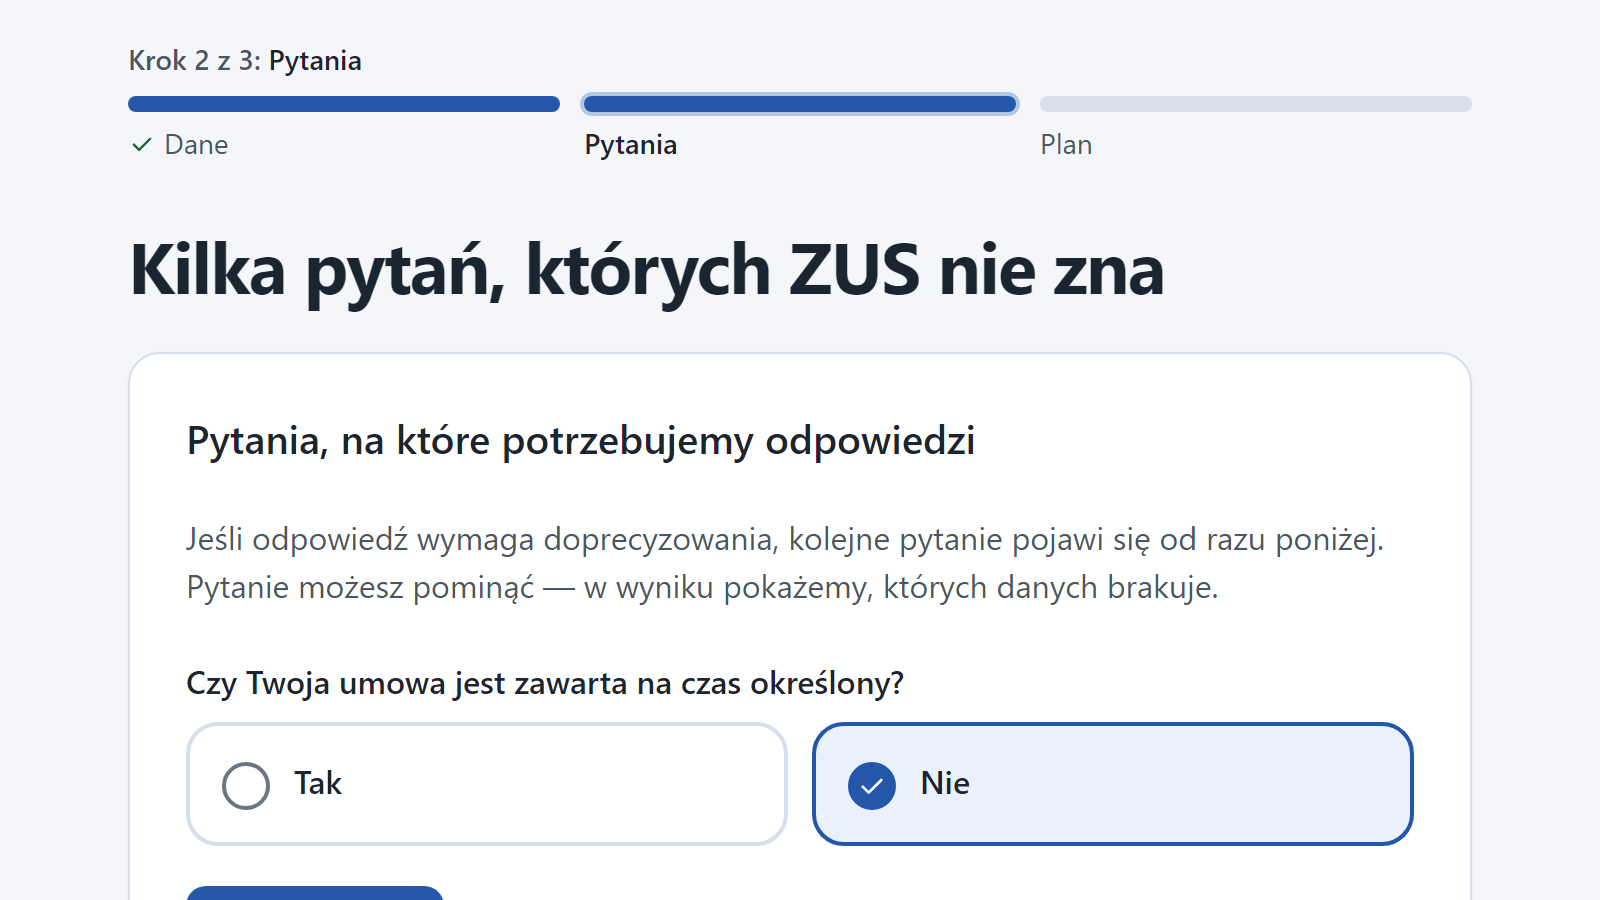 Krok 2 z 3: Pytania
Dane
Pytania
Plan
Kilka pytań, których ZUS nie zna
Pytania, na które potrzebujemy odpowiedzi
Jeśli odpowiedź wymaga doprecyzowania, kolejne pytanie pojawi się od razu poniżej.
Pytanie możesz pominąć — w wyniku pokażemy, których danych brakuje.
Czy Twoja umowa jest zawarta na czas określony?
Tak
Nie